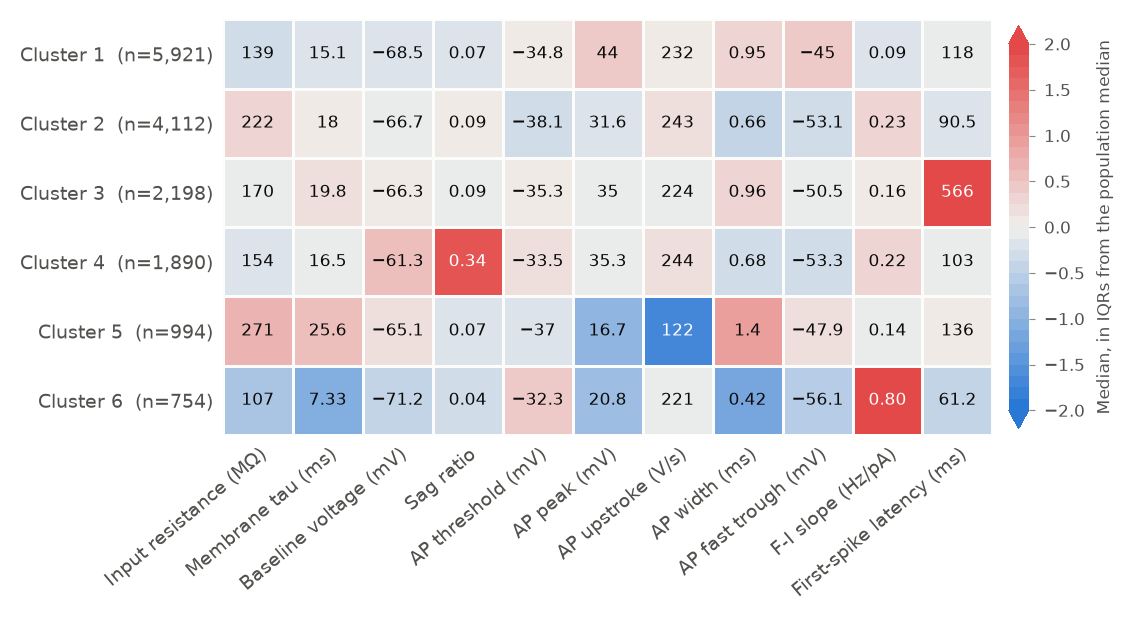 Cluster 1 (n=5,921) 139 15.1 −68.5 0.07 −34.8 44 232 0.95 −45 0.09 118
Cluster 2 (n=4,112) 222 18 −66.7 0.09 −38.1 31.6 243 0.66 −53.1 0.23 90.5
Cluster 3 (n=2,198) 170 19.8 −66.3 0.09 −35.3 35 224 0.96 −50.5 0.16 566
Cluster 4 (n=1,890) 154 16.5 −61.3 0.34 −33.5 35.3 244 0.68 −53.3 0.22 103
Cluster 5 (n=994) 271 25.6 −65.1 0.07 −37 16.7 122 1.4 −47.9 0.14 136
Cluster 6 (n=754) 107 7.33 −71.2 0.04 −32.3 20.8 221 0.42 −56.1 0.80 61.2
Input resistance (MΩ)
Membrane tau (ms)
Baseline voltage (mV)
Sag ratio
AP threshold (mV)
AP peak (mV)
AP upstroke (V/s)
AP width (ms)
AP fast trough (mV)
F-I slope (Hz/pA)
First-spike latency (ms)
2.0
1.5
1.0
0.5
0.0
−0.5
−1.0
−1.5
−2.0
Median, in IQRs from the population median